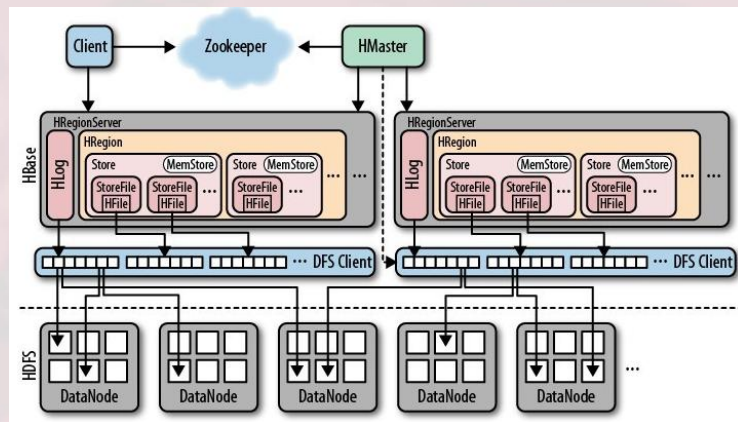 Client
Zookeeper
HMaster
HRegionServer
HRegionServer
HBase
HLog
HRegion
Store
MemStore
StoreFile
HFile
StoreFile
HFile
...
Store
MemStore
StoreFile
HFile
...
...
...
HLog
HRegion
Store
MemStore
StoreFile
HFile
StoreFile
HFile
...
Store
MemStore
StoreFile
HFile
...
...
...
... DFS Client
... DFS Client
HDFS
DataNode
DataNode
DataNode
DataNode
DataNode
...